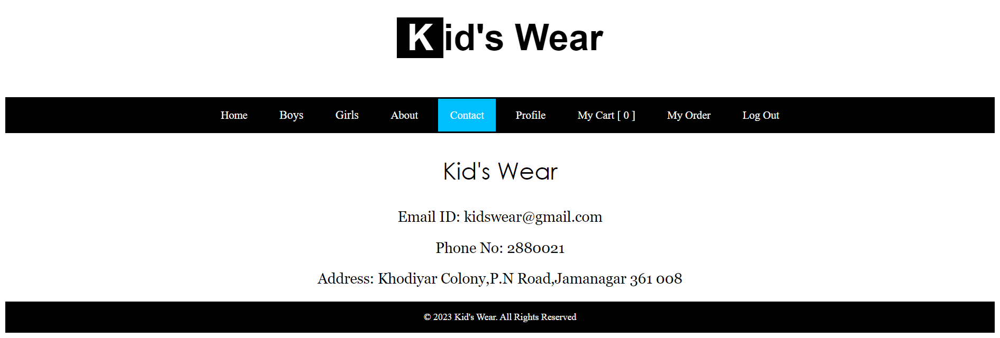 Kid's Wear
Home Boys Girls About Contact Profile My Cart [ 0 ] My Order Log Out
Kid's Wear
Email ID: kidswear@gmail.com
Phone No: 2880021
Address: Khodiyar Colony,P.N Road,Jamanagar 361 008
© 2023 Kid's Wear. All Rights Reserved